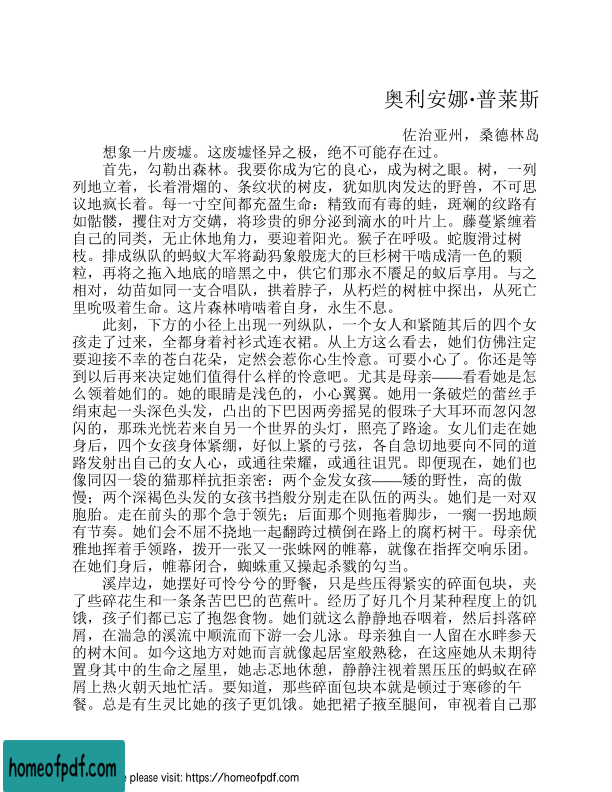 奥利安娜·普莱斯
佐治亚州，桑德林岛
想象一片废墟。这废墟怪异之极，绝不可能存在过。
首先，勾勒出森林。我要你成为它的良心，成为树之眼。树，一列
列地立着，长着滑熘的、条纹状的树皮，犹如肌肉发达的野兽，不可思
议地疯长着。每一寸空间都充盈生命：精致而有毒的蛙，斑斓的纹路有
如骷髅，攫住对方交媾，将珍贵的卵分泌到滴水的叶片上。藤蔓紧缠着
自己的同类，无止休地角力，要迎着阳光。猴子在呼吸。蛇腹滑过树
枝。排成纵队的蚂蚁大军将勐犸象般庞大的巨杉树干啮成清一色的颗
粒，再将之拖入地底的暗黑之中，供它们那永不餍足的蚁后享用。与之
相对，幼苗如同一支合唱队，拱着脖子，从朽烂的树桩中探出，从死亡
里吮吸着生命。这片森林啃啮着自身，永生不息。
此刻，下方的小径上出现一列纵队，一个女人和紧随其后的四个女
孩走了过来，全都身着衬衫式连衣裙。从上方这么看去，她们仿佛注定
要迎接不幸的苍白花朵，定然会惹你心生怜意。可要小心了。你还是等
到以后再来决定她们值得什么样的怜意吧。尤其是母亲——看看她是怎
么领着她们的。她的眼睛是浅色的，小心翼翼。她用一条破烂的蕾丝手
绢束起一头深色头发，凸出的下巴因两旁摇晃的假珠子大耳环而忽闪忽
闪的，那珠光恍若来自另一个世界的头灯，照亮了路途。女儿们走在她
身后，四个女孩身体紧绷，好似上紧的弓弦，各自急切地要向不同的道
路发射出自己的女人心，或通往荣耀，或通往诅咒。即便现在，她们也
像同囚一袋的猫那样抗拒亲密：两个金发女孩——矮的野性，高的傲
慢；两个深褐色头发的女孩书挡般分别走在队伍的两头。她们是一对双
胞胎。走在前头的那个急于领先；后面那个则拖着脚步，一瘸一拐地颇
有节奏。她们会不屈不挠地一起翻跨过横倒在路上的腐朽树干。母亲优
雅地挥着手领路，拨开一张又一张蛛网的帷幕，就像在指挥交响乐团。
在她们身后，帷幕闭合，蜘蛛重又操起杀戮的勾当。
溪岸边，她摆好可怜兮兮的野餐，只是些压得紧实的碎面包块，夹
了些碎花生和一条条苦巴巴的芭蕉叶。经历了好几个月某种程度上的饥
饿，孩子们都已忘了抱怨食物。她们就这么静静地吞咽着，然后抖落碎
屑，在湍急的溪流中顺流而下游一会儿泳。母亲独自一人留在水畔参天
的树木间。如今这地方对她而言就像起居室般熟稔，在这座她从未期待
置身其中的生命之屋里，她忐忑地休憩，静静注视着黑压压的蚂蚁在碎
屑上热火朝天地忙活。要知道，那些碎面包块本就是顿过于寒碜的午
餐。总是有生灵比她的孩子更饥饿。她把裙子掖至腿间，审视着自己那
homeofpdf.com
e please visit: https://homeofpdf.com